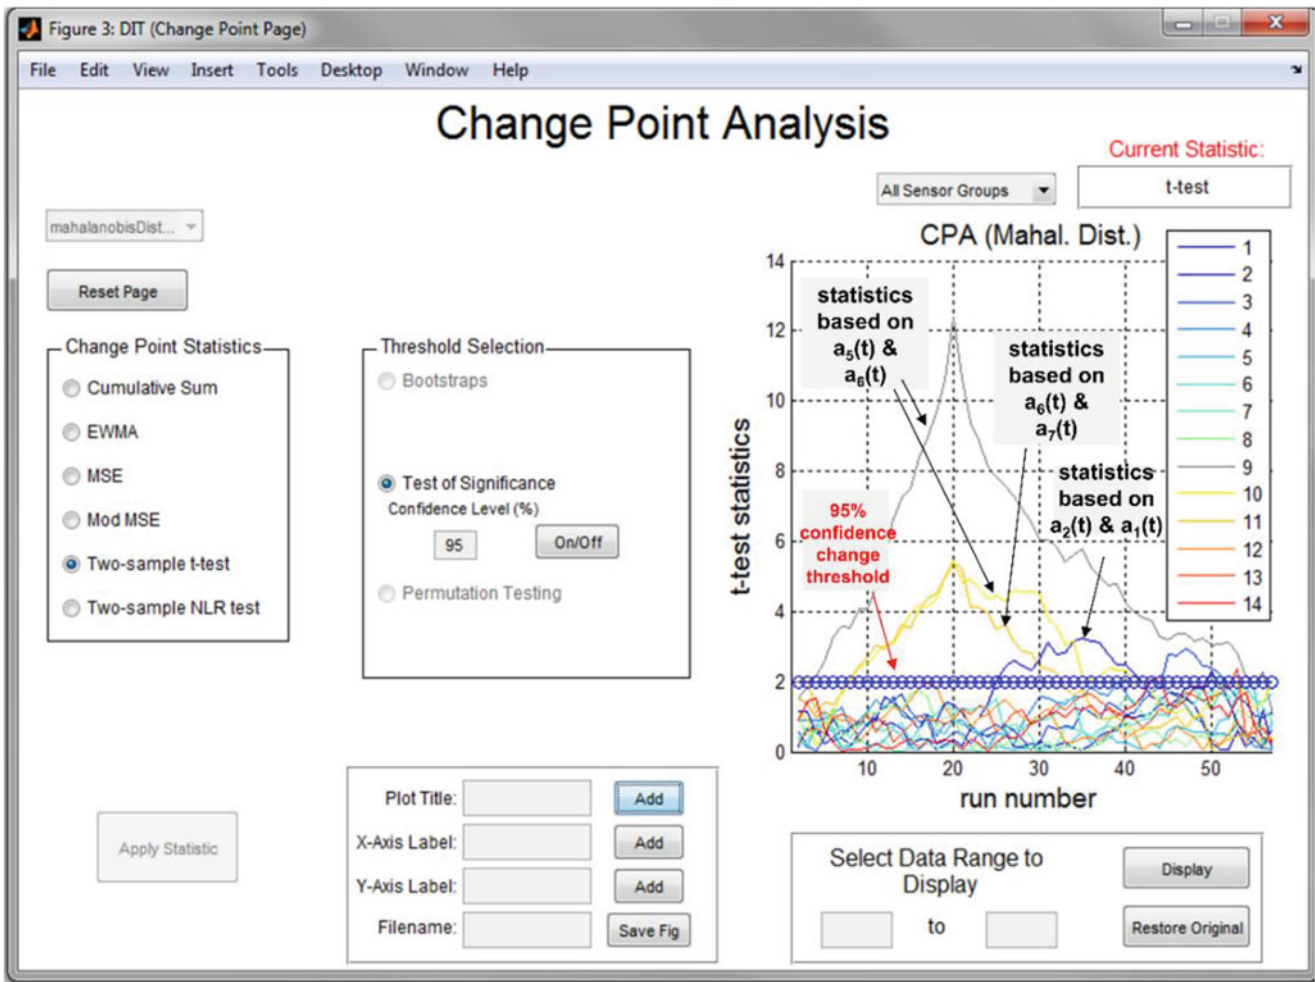 Figure 3: DIT (Change Point Page)
File Edit View Insert Tools Desktop Window Help
Change Point Analysis
Current Statistic:
All Sensor Groups
t-test
mahalanobisDist...
Reset Page
Change Point Statistics
Cumulative Sum
EWMA
MSE
Mod MSE
Two-sample t-test
Two-sample NLR test
Threshold Selection
Bootstraps
Test of Significance
Confidence Level (%)
95
On/Off
Permutation Testing
CPA (Mahal. Dist.)
t-test statistics
14
12
10
8
6
4
2
0
10 20 30 40 50
run number
statistics
based on
a5(t) &
a6(t)
statistics
based on
a6(t) &
a7(t)
statistics
based on
a2(t) & a1(t)
95%
confidence
change
threshold
1
2
3
4
5
6
7
8
9
10
11
12
13
14
Apply Statistic
Plot Title: Add
X-Axis Label: Add
Y-Axis Label: Add
Filename: Save Fig
Select Data Range to
Display
to
Display
Restore Original